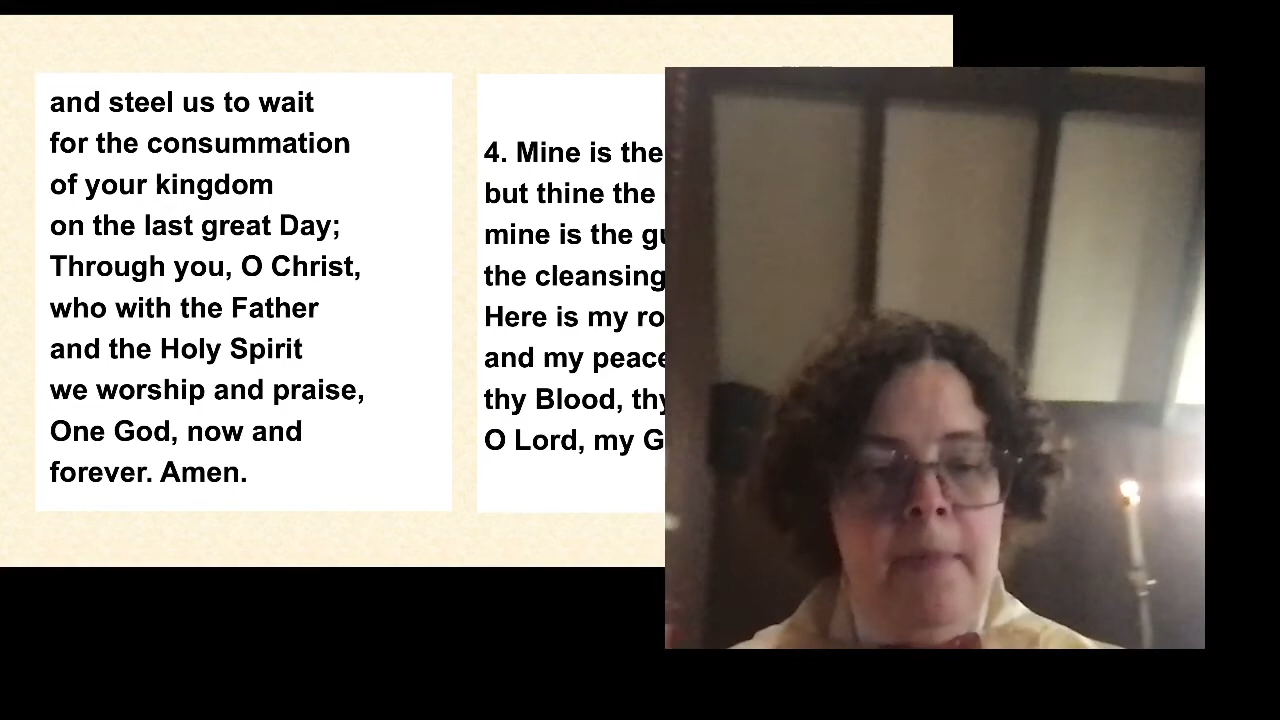 and steel us to wait
for the consummation
of your kingdom
on the last great Day;
Through you, O Christ,
who with the Father
and the Holy Spirit
we worship and praise,
One God, now and
forever. Amen.
4. Mine is the
but thine the
mine is the
the cleansing
Here is my
and my peace
thy Blood,
O Lord, my